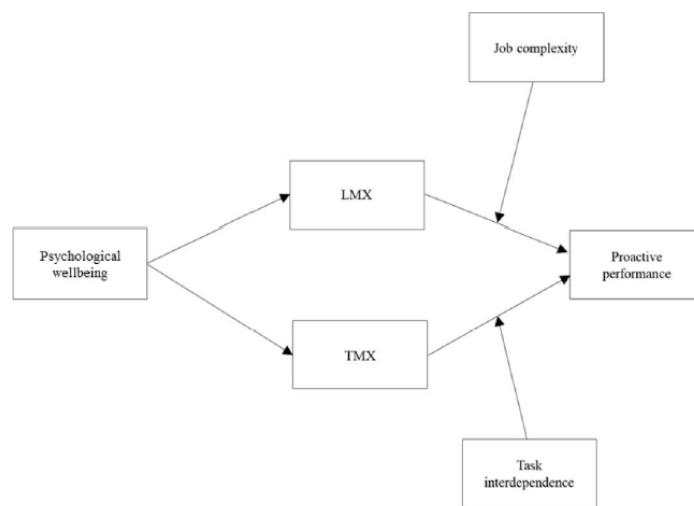 Job complexity
LMX
Psychological
wellbeing
Proactive
performance
TMX
Task
interdependence